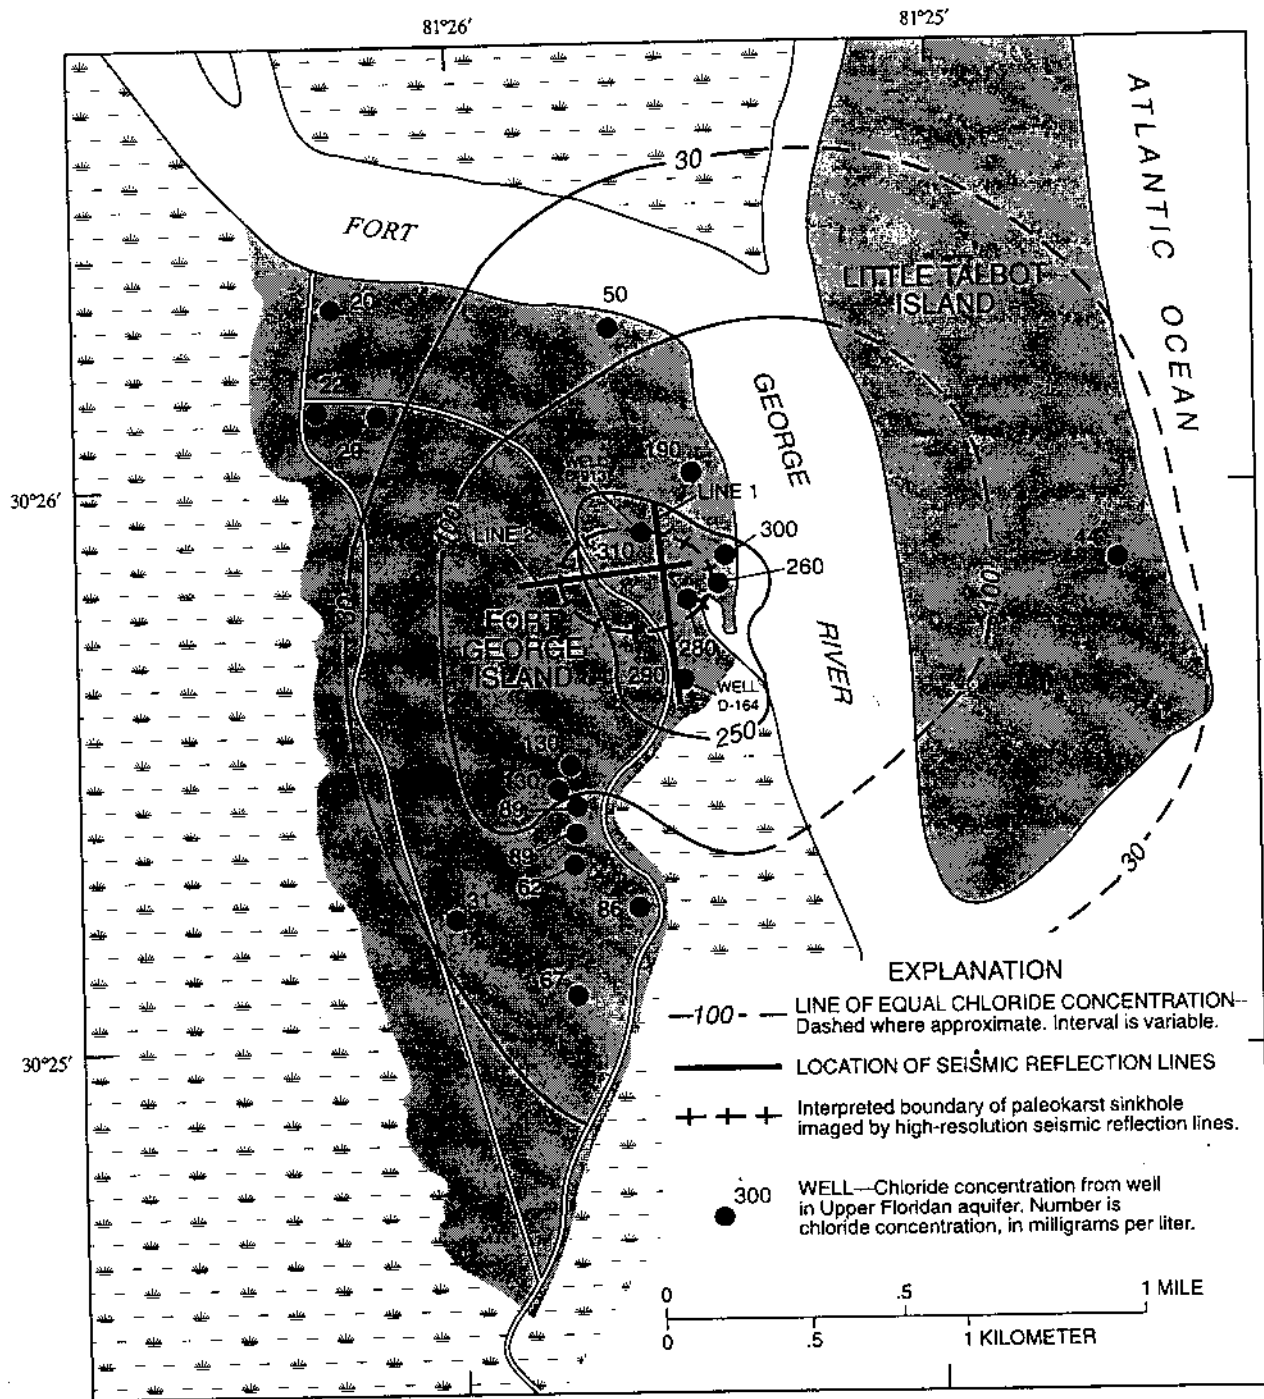 81°26'
81°25'
ATLANTIC OCEAN
30
FORT
LITTLE TALBOT
ISLAND
20
50
22
GEORGE
190
30°26'
LINE 1
100
LINE 2
300
44
310
260
100
FORT
GEORGE
ISLAND
280
RIVER
290
WELL
D-164
250
130
89
89
62
30
31
86
67
30°25'
EXPLANATION
100 LINE OF EQUAL CHLORIDE CONCENTRATION—
Dashed where approximate. Interval is variable.
LOCATION OF SEISMIC REFLECTION LINES
Interpreted boundary of paleokarst sinkhole
imaged by high-resolution seismic reflection lines.
300 WELL—Chloride concentration from well
in Upper Floridan aquifer. Number is
chloride concentration, in milligrams per liter.
0 .5 1 MILE
0 .5 1 KILOMETER